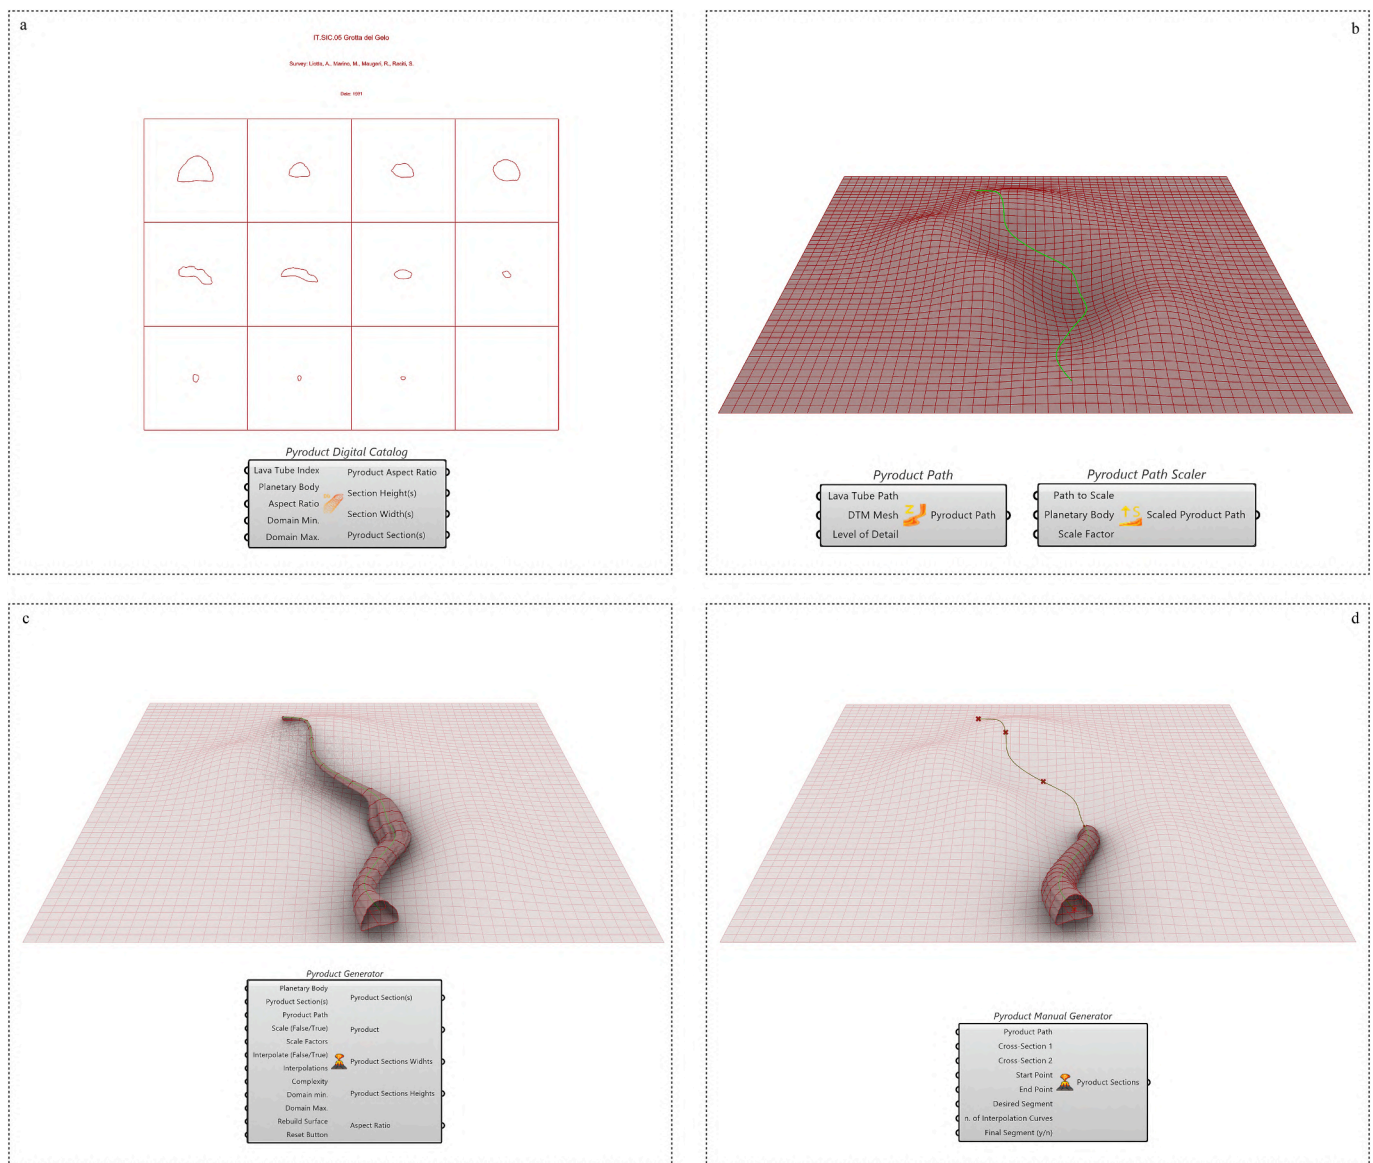 a
IT.SIC.05 Grotta del Gelo
Survey: Liotta, A., Marino, M., Maugeri, R., Raciti, S.
Pyroduct Digital Catalog
Lava Tube Index
Planetary Body
Aspect Ratio
Domain Min.
Domain Max.
Pyroduct Aspect Ratio
Section Height(s)
Section Width(s)
Pyroduct Section(s)
b
Pyroduct Path
Lava Tube Path
DTM Mesh
Level of Detail
Pyroduct Path
Pyroduct Path Scaler
Path to Scale
Planetary Body
Scale Factor
Scaled Pyroduct Path
c
Pyroduct Generator
Planetary Body
Pyroduct Section(s)
Pyroduct Path
Scale (False/True)
Scale Factors
Interpolate (False/True)
Interpolations
Complexity
Domain min.
Domain Max.
Rebuild Surface
Reset Button
Pyroduct Section(s)
Pyroduct
Pyroduct Sections Widhts
Pyroduct Sections Heights
Aspect Ratio
d
Pyroduct Manual Generator
Pyroduct Path
Cross-Section 1
Cross-Section 2
Start Point
End Point
Desired Segment
n. of Interpolation Curves
Final Segment (y/n)
Pyroduct Sections